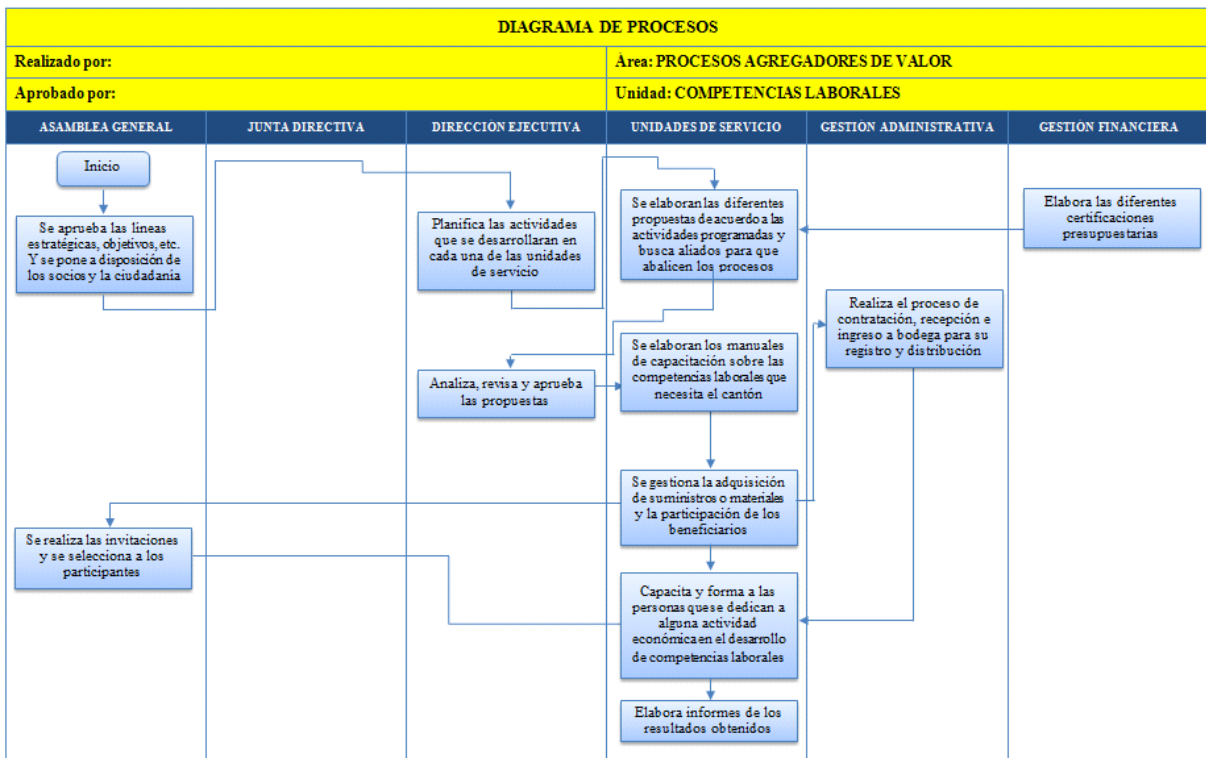 DIAGRAMA DE PROCESOS
Realizado por:
Área: PROCESOS AGREGADORES DE VALOR
Aprobado por:
Unidad: COMPETENCIAS LABORALES
ASAMBLEA GENERAL
JUNTA DIRECTIVA
DIRECCIÓN EJECUTIVA
UNIDADES DE SERVICIO
GESTIÓN ADMINISTRATIVA
GESTIÓN FINANCIERA
Inicio
Se aprueba las líneas
estratégicas, objetivos, etc.
Y se pone a disposición de
los socios y la ciudadanía
Planifica las actividades
que se desarrollaran en
cada una de las unidades
de servicio
Se elaboran las diferentes
propuestas de acuerdo a las
actividades programadas y
busca aliados para que
abalicen los procesos
Elabora las diferentes
certificaciones
presupuestarias
Realiza el proceso de
contratación, recepción e
ingreso a bodega para su
registro y distribución
Analiza, revisa y aprueba
las propuestas
Se elaboran los manuales
de capacitación sobre las
competencias laborales que
necesita el cantón
Se gestiona la adquisición
de suministros o materiales
y la participación de los
beneficiarios
Se realiza las invitaciones
y se selecciona a los
participantes
Capacita y forma a las
personas que se dedican a
alguna actividad
económica en el desarrollo
de competencias laborales
Elabora informes de los
resultados obtenidos